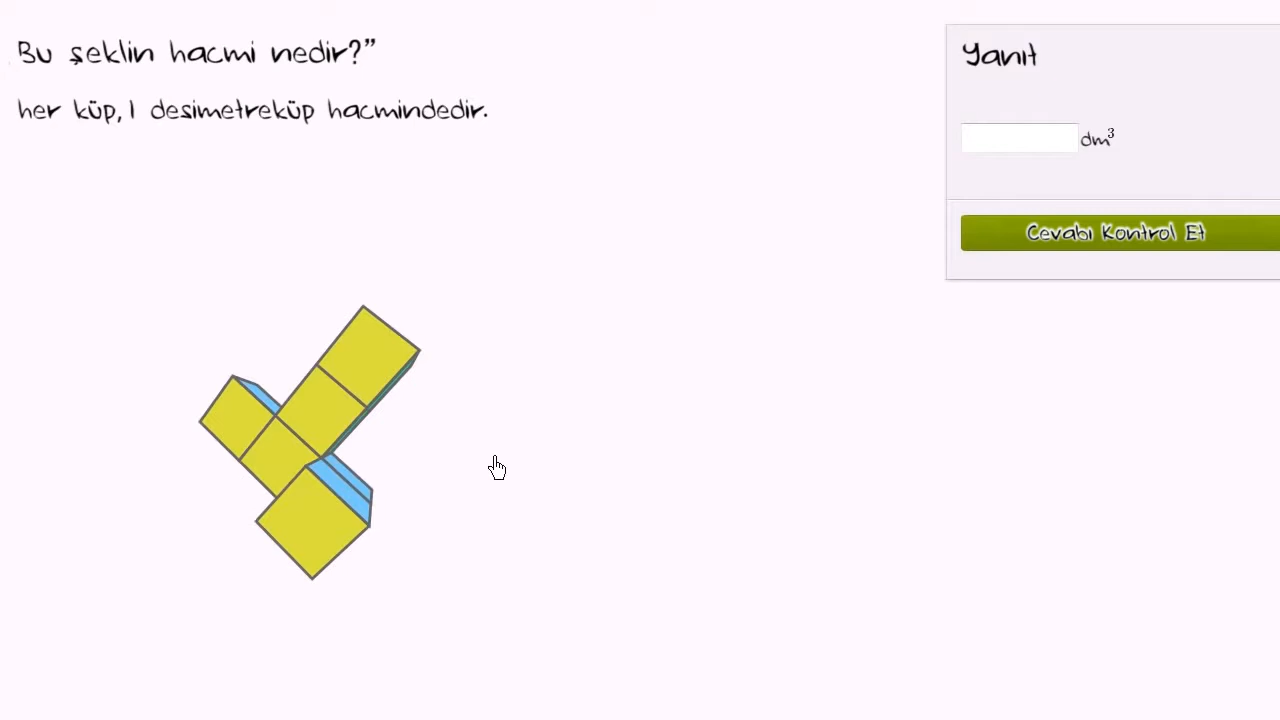 Bu şeklin hacmi nedir?”
her küp, 1 desimetreküp hacmindedir.
Yanıt
dm³
Cevabı Kontrol Et